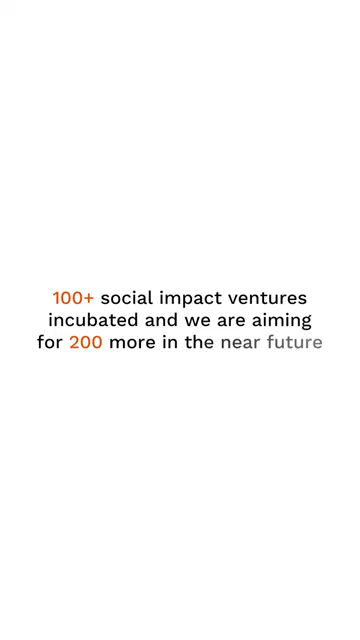 100+ social impact ventures
incubated and we are aiming
for 200 more in the near future